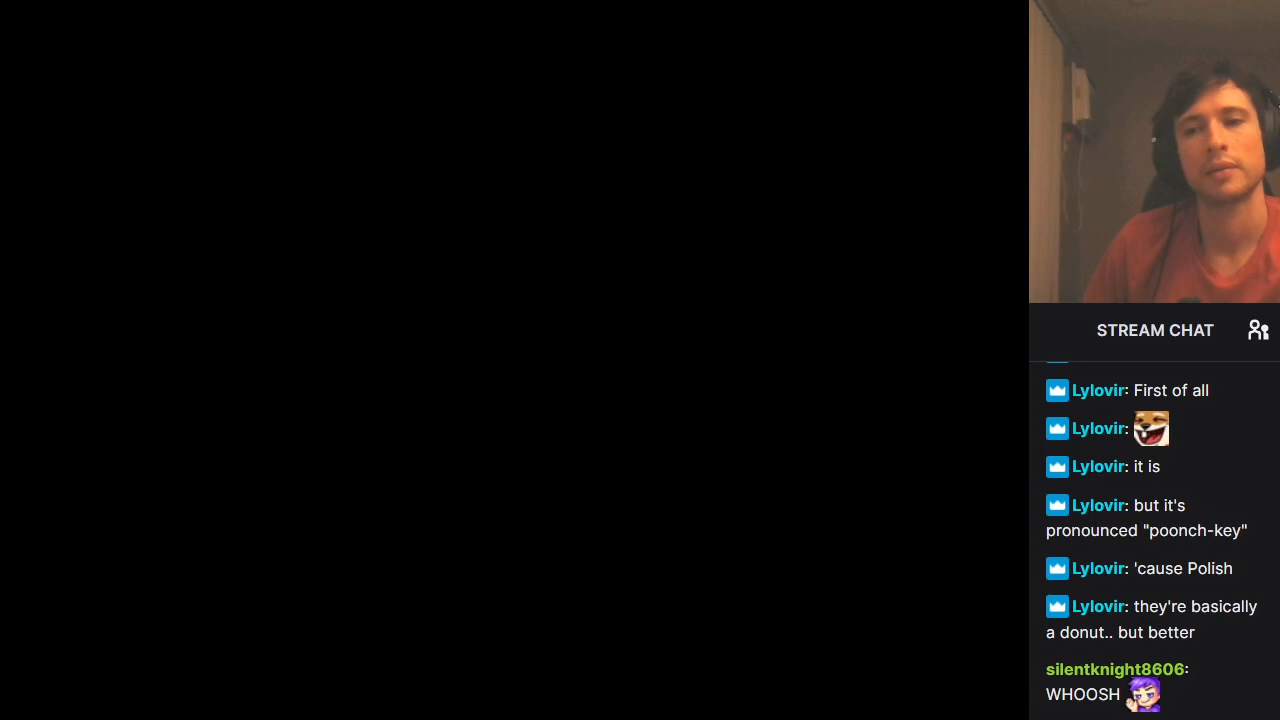 STREAM CHAT
Lylovir: First of all
Lylovir:
Lylovir: it is
Lylovir: but it's
pronounced "poonch-key"
Lylovir: 'cause Polish
Lylovir: they're basically
a donut.. but better
silentknight8606:
WHOOSH